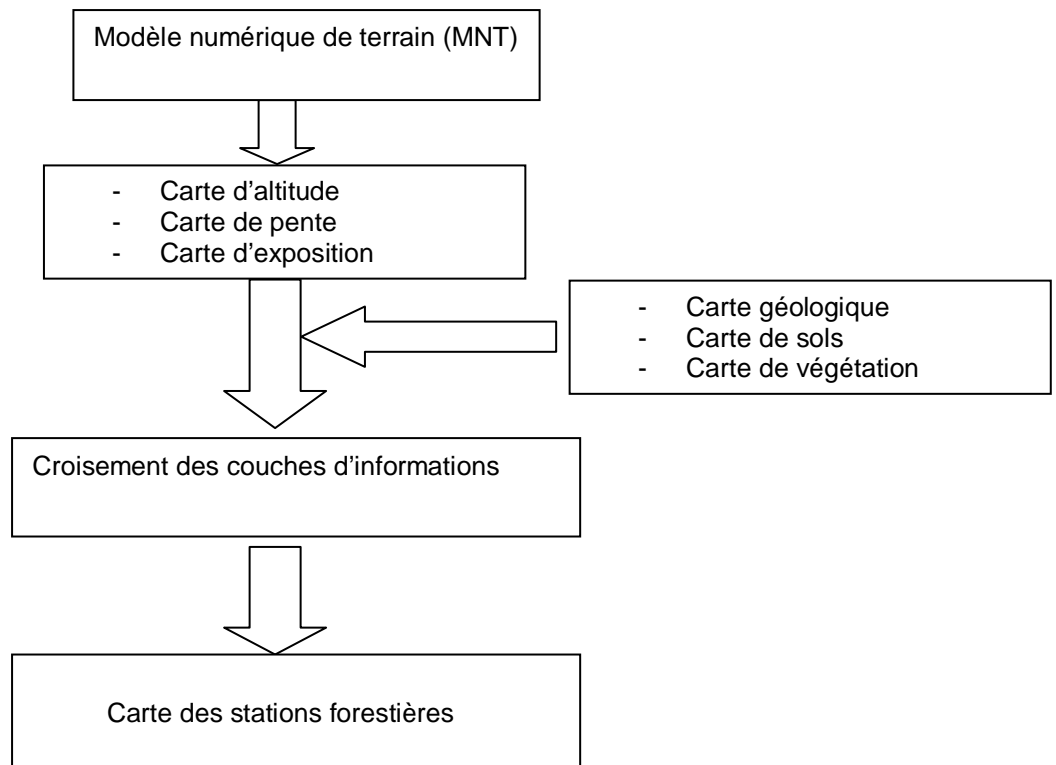 Modèle numérique de terrain (MNT)
- Carte d’altitude
- Carte de pente
- Carte d’exposition
- Carte géologique
- Carte de sols
- Carte de végétation
Croisement des couches d’informations
Carte des stations forestières